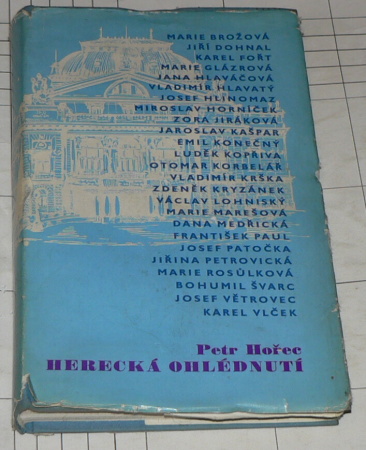 MARIE BROŽOVÁ
JIŘÍ DOHNAL
KAREL FOŘT
MARIE GLÁZROVÁ
JANA HLAVÁČOVÁ
VLADIMÍR HLAVATÝ
JOSEF HLINOMAZ
MIROSLAV HORNÍČEK
ZORA JIRÁKOVÁ
JAROSLAV KAŠPAR
EMIL KONEČNÝ
LUDĚK KOPŘIVA
OTOMAR KORBELÁŘ
VLADIMÍR KRŠKA
ZDENĚK KRYZÁNEK
VÁCLAV LOHNISKÝ
MARIE MAREŠOVÁ
DANA MEDŘICKÁ
FRANTIŠEK PAUL
JOSEF PATOČKA
JIŘINA PETROVICKÁ
MARIE ROSŮLKOVÁ
BOHUMIL ŠVARC
JOSEF VĚTROVEC
KAREL VLČEK
Petr Hořec
HERECKÁ OHLÉDNUTÍ